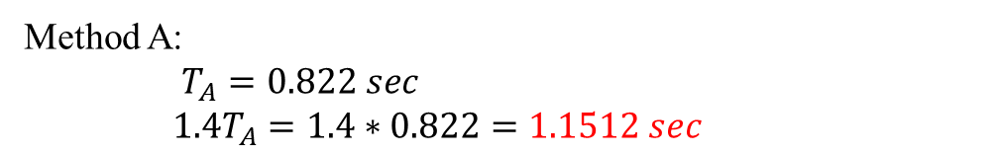 Method A:
T_A = 0.822 sec
1.4T_A = 1.4 * 0.822 = 1.1512 sec